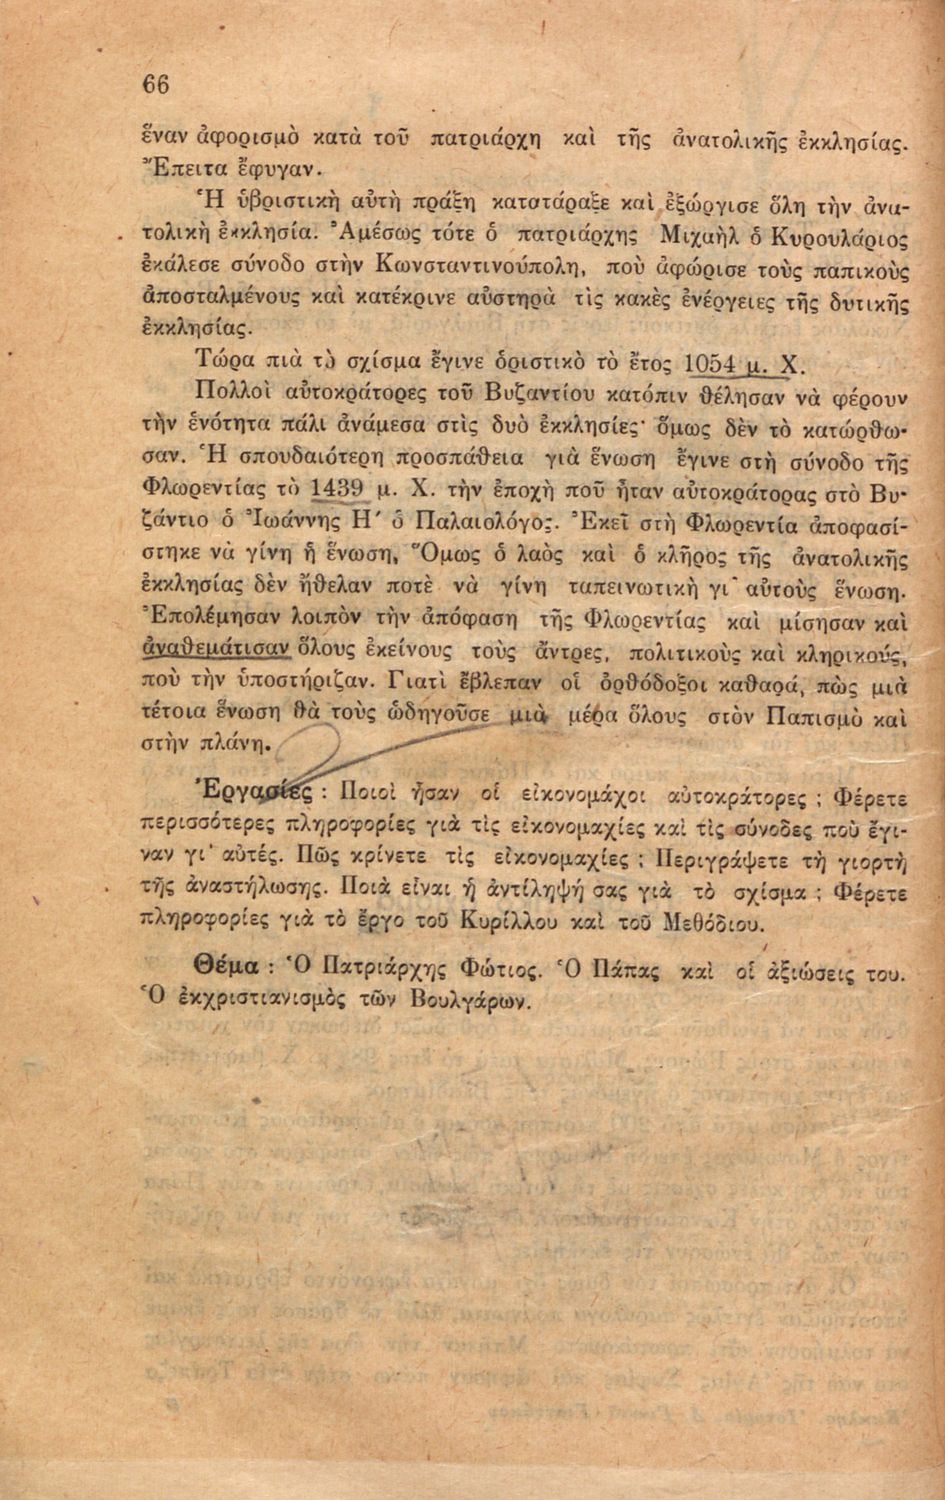 66
ἕναν ἀφορισμὸ κατὰ τοῦ πατριάρχη καὶ τῆς ἀνατολικῆς ἐκκλησίας.
Ἔπειτα ἔφυγαν.
Ἡ ὑβριστικὴ αὐτὴ πράξη κατατάραξε καὶ ἐξώργισε ὅλη τὴν ἀνα-
τολικὴ ἐκκλησία. Ἀμέσως τότε ὁ πατριάρχης Μιχαὴλ ὁ Κυρουλάριος
ἐκάλεσε σύνοδο στὴν Κωνσταντινούπολη, ποὺ ἀφώρισε τοὺς παπικοὺς
ἀποσταλμένους καὶ κατέκρινε αὐστηρὰ τὶς κακὲς ἐνέργειες τῆς δυτικῆς
ἐκκλησίας.
Τώρα πιὰ τὸ σχίσμα ἔγινε ὁριστικὸ τὸ ἔτος 1054 μ. Χ.
Πολλοὶ αὐτοκράτορες τοῦ Βυζαντίου κατόπιν θέλησαν νὰ φέρουν
τὴν ἑνότητα πάλι ἀνάμεσα στὶς δυὸ ἐκκλησίες· ὅμως δὲν τὸ κατώρθω-
σαν. Ἡ σπουδαιότερη προσπάθεια γιὰ ἕνωση ἔγινε στὴ σύνοδο τῆς
Φλωρεντίας τὸ 1439 μ. Χ. τὴν ἐποχὴ ποῦ ἦταν αὐτοκράτορας στὸ Βυ-
ζάντιο ὁ Ἰωάννης Η΄ ὁ Παλαιολόγος. Ἐκεῖ στὴ Φλωρεντία ἀποφασί-
στηκε νὰ γίνη ἡ ἕνωση, Ὅμως ὁ λαὸς καὶ ὁ κλῆρος τῆς ἀνατολικῆς
ἐκκλησίας δὲν ἤθελαν ποτὲ νὰ γίνη ταπεινωτικὴ γι᾿ αὐτοὺς ἕνωση.
Ἐπολέμησαν λοιπὸν τὴν ἀπόφαση τῆς Φλωρεντίας καὶ μίσησαν καὶ
ἀναθεμάτισαν ὅλους ἐκείνους τοὺς ἄντρες, πολιτικοὺς καὶ κληρικούς,
ποὺ τὴν ὑποστήριζαν. Γιατὶ ἔβλεπαν οἱ ὀρθόδοξοι καθαρά, πὼς μιὰ
τέτοια ἕνωση θὰ τοὺς ὡδηγοῦσε μιὰ μέρα ὅλους στὸν Παπισμὸ καὶ
στὴν πλάνη.
Ἐργασίες : Ποιοὶ ἦσαν οἱ εἰκονομάχοι αὐτοκράτορες ; Φέρετε
περισσότερες πληροφορίες γιὰ τὶς εἰκονομαχίες καὶ τὶς σύνοδες ποὺ ἔγι-
ναν γι᾿ αὐτές. Πῶς κρίνετε τὶς εἰκονομαχίες ; Περιγράψετε τὴ γιορτὴ
τῆς ἀναστήλωσης. Ποιὰ εἶναι ἡ ἀντίληψή σας γιὰ τὸ σχίσμα ; Φέρετε
πληροφορίες γιὰ τὸ ἔργο τοῦ Κυρίλλου καὶ τοῦ Μεθόδιου.
Θέμα : Ὁ Πατριάρχης Φώτιος. Ὁ Πάπας καὶ οἱ ἀξιώσεις του.
Ὁ ἐκχριστιανισμὸς τῶν Βουλγάρων.